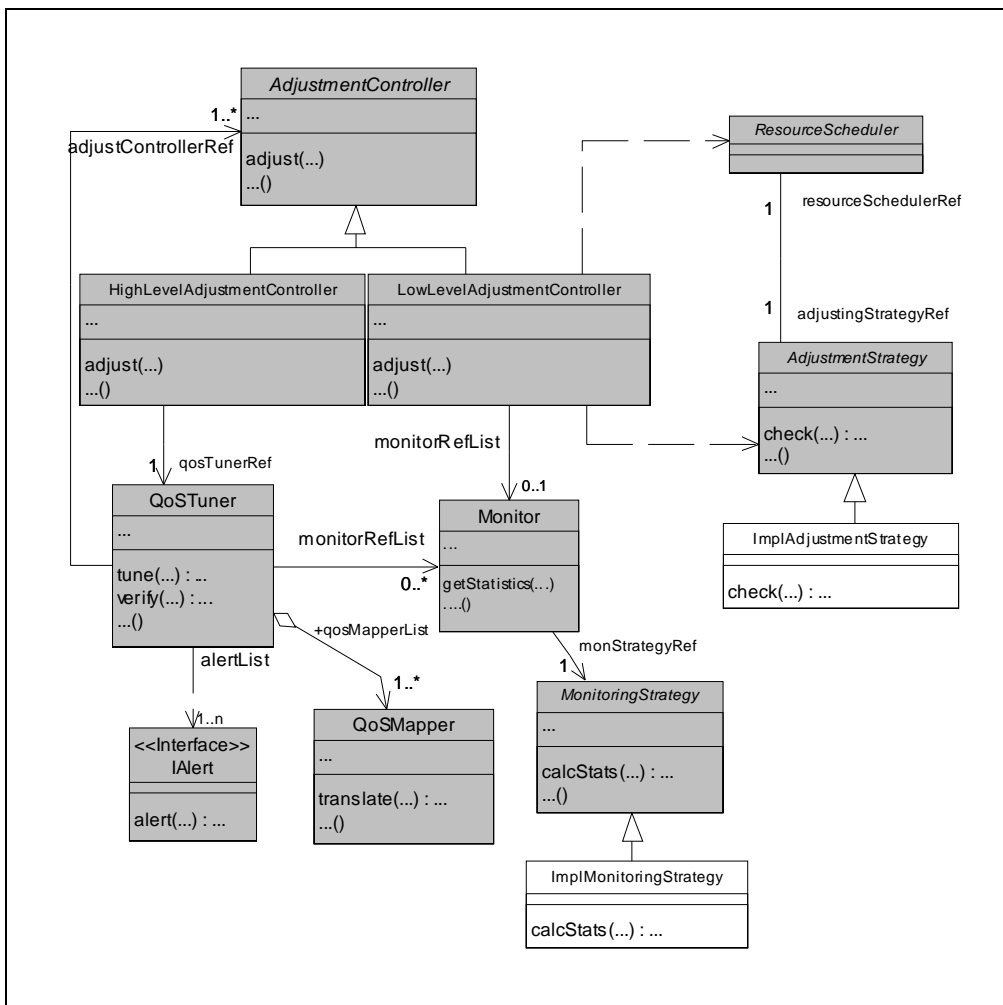 AdjustmentController
...
adjust(...)
...()
1..*
adjustControllerRef
ResourceScheduler
1
resourceSchedulerRef
1
adjustingStrategyRef
HighLevelAdjustmentController
...
adjust(...)
...()
LowLevelAdjustmentController
...
adjust(...)
...()
AdjustmentStrategy
...
check(...) : ...
...()
1
qosTunerRef
monitorRefList
0..1
QoSTuner
...
tune(...) : ...
verify(...) : ...
...()
monitorRefList
0..*
Monitor
...
getStatistics(...)
....()
ImplAdjustmentStrategy
check(...) : ...
+qosMapperList
1..*
alertList
1..n
monStrategyRef
1
<<Interface>>
IAlert
alert(...) : ...
QoSMapper
...
translate(...) : ...
...()
MonitoringStrategy
...
calcStats(...) : ...
...()
ImplMonitoringStrategy
calcStats(...) : ...